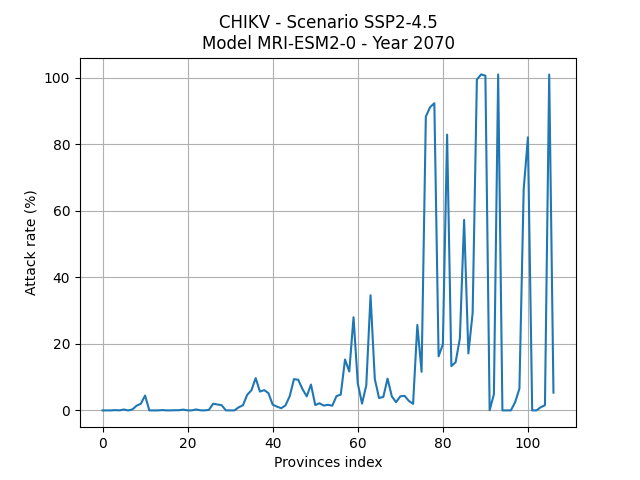 CHIKV - Scenario SSP2-4.5
Model MRI-ESM2-0 - Year 2070
100
80
60
40
20
0
Attack rate (%)
0 20 40 60 80 100
Provinces index